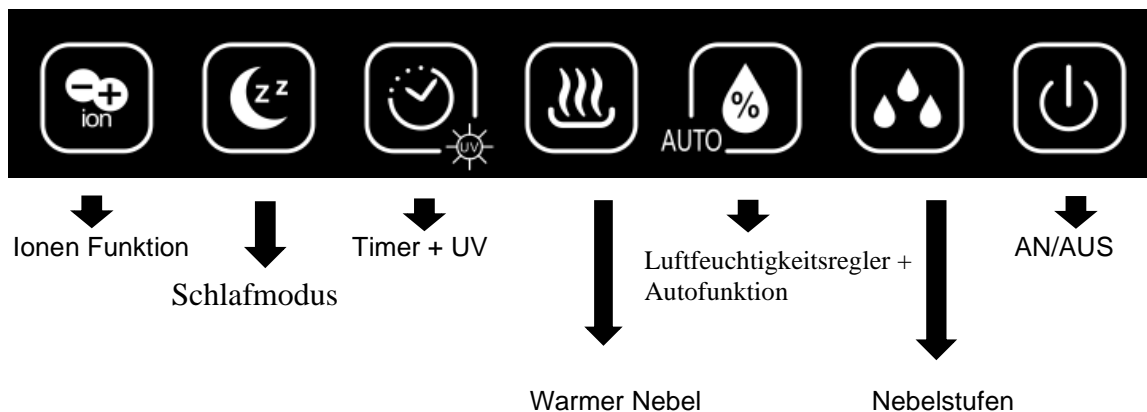 ion
z z
UV
AUTO
%
Ionen Funktion
Schlafmodus
Timer + UV
Warmer Nebel
Luftfeuchtigkeitsregler +
Autofunktion
Nebelstufen
AN/AUS